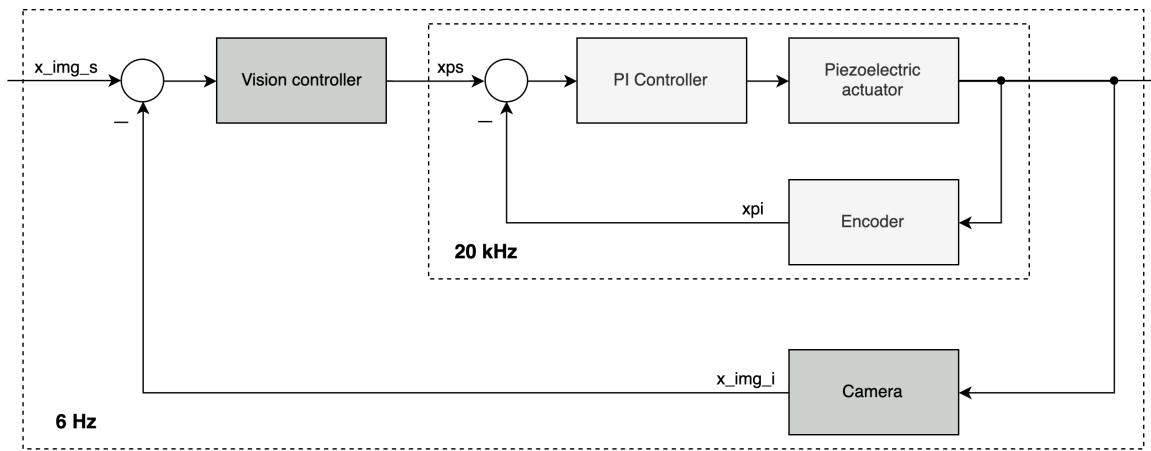 x_img_s
Vision controller
xps
PI Controller
Piezoelectric
actuator
xpi
Encoder
20 kHz
x_img_i
Camera
6 Hz